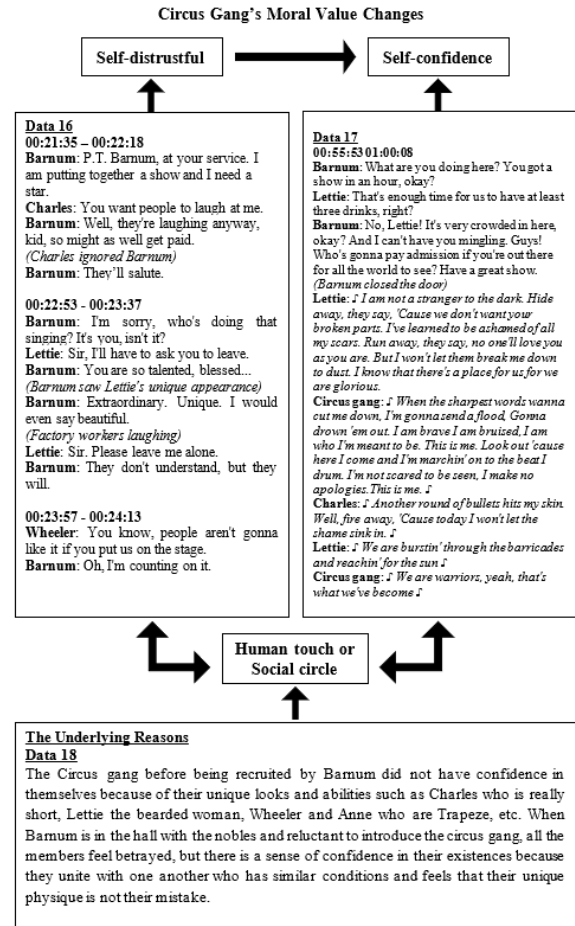 Circus Gang's Moral Value Changes
Self-distrustful
Self-confidence
Data 16
00:21:35 – 00:22:18
Barnum: P.T. Barnum, at your service. I
am putting together a show and I need a
star.
Charles: You want people to laugh at me.
Barnum: Well, they're laughing anyway,
kid, so might as well get paid.
(Charles ignored Barnum)
Barnum: They'll salute.
00:22:53 - 00:23:37
Barnum: I'm sorry, who's doing that
singing? It's you, isn't it?
Lettie: Sir, I'll have to ask you to leave.
Barnum: You are so talented, blessed...
(Barnum saw Lettie's unique appearance)
Barnum: Extraordinary. Unique. I would
even say beautiful.
(Factory workers laughing)
Lettie: Sir. Please leave me alone.
Barnum: They don't understand, but they
will.
00:23:57 - 00:24:13
Wheeler: You know, people aren't gonna
like it if you put us on the stage.
Barnum: Oh, I'm counting on it.
Data 17
00:55:53 01:00:08
Barnum: What are you doing here? You got a
show in an hour, okay?
Lettie: That's enough time for us to have at least
three drinks, right?
Barnum: No, Lettie! It's very crowded in here,
okay? And I can't have you mingling. Guys!
Who's gonna pay admission if you're out there
for all the world to see? Have a great show.
(Barnum closed the door)
Lettie: ♪ I am not a stranger to the dark. Hide
away, they say, 'Cause we don't want your
broken parts. I've learned to be ashamed of all
my scars. Run away, they say, no one'll love you
as you are. But I won't let them break me down
to dust. I know that there's a place for us for we
are glorious.
Circus gang: ♪ When the sharpest words wanna
cut me down, I'm gonna send a flood, Gonna
drown 'em out. I am brave I am bruised, I am
who I'm meant to be. This is me. Look out 'cause
here I come and I'm marchin' on to the beat I
drum. I'm not scared to be seen, I make no
apologies. This is me. ♪
Charles: ♪ Another round of bullets hits my skin.
Well, fire away, 'Cause today I won't let the
shame sink in. ♪
Lettie: ♪ We are burstin' through the barricades
and reachin' for the sun ♪
Circus gang: ♪ We are warriors, yeah, that's
what we've become ♪
Human touch or
Social circle
The Underlying Reasons
Data 18
The Circus gang before being recruited by Barnum did not have confidence in
themselves because of their unique looks and abilities such as Charles who is really
short, Lettie the bearded woman, Wheeler and Anne who are Trapeze, etc. When
Barnum is in the hall with the nobles and reluctant to introduce the circus gang, all the
members feel betrayed, but there is a sense of confidence in their existences because
they unite with one another who has similar conditions and feels that their unique
physique is not their mistake.